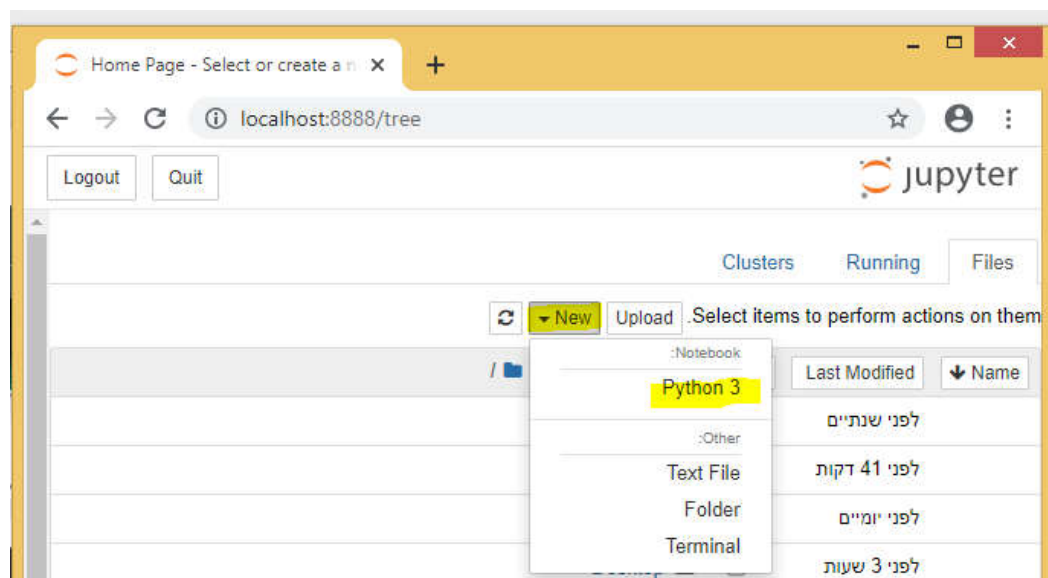 Home Page - Select or create a n
localhost:8888/tree
Logout Quit
jupyter
Clusters Running Files
New Upload .Select items to perform actions on them
:Notebook
/ Last Modified Name
Python 3
לפני שנתיים
:Other
Text File
לפני 41 דקות
Folder
לפני יומיים
Terminal
לפני 3 שעות